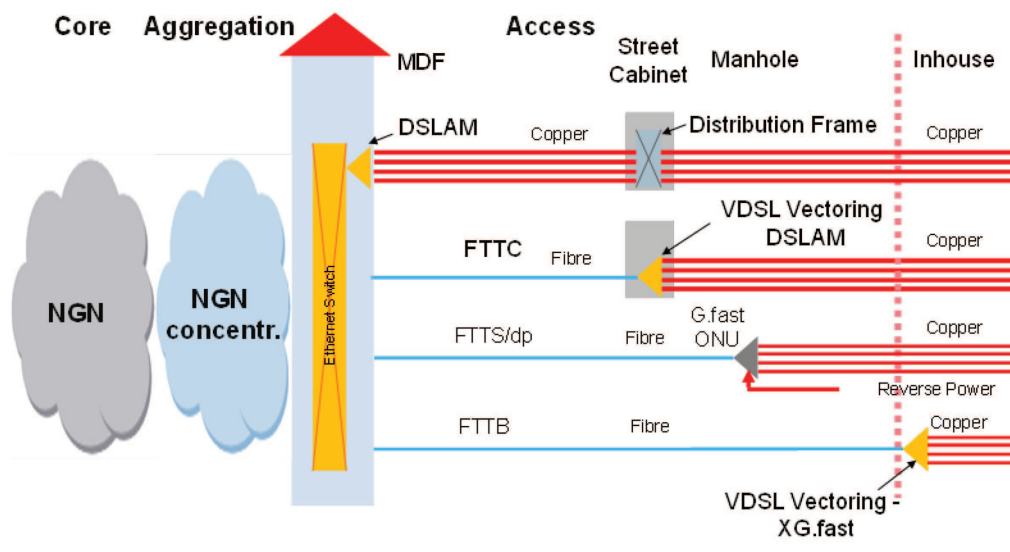 Core
Aggregation
Access
MDF
Street
Cabinet
Manhole
Inhouse
DSLAM
Copper
Distribution Frame
Copper
VDSL Vectoring
DSLAM
FTTC
Fibre
Copper
NGN
NGN
concentr.
Ethernet Switch
FTTS/dp
Fibre
G.fast
ONU
Copper
Reverse Power
FTTB
Fibre
Copper
VDSL Vectoring -
XG.fast